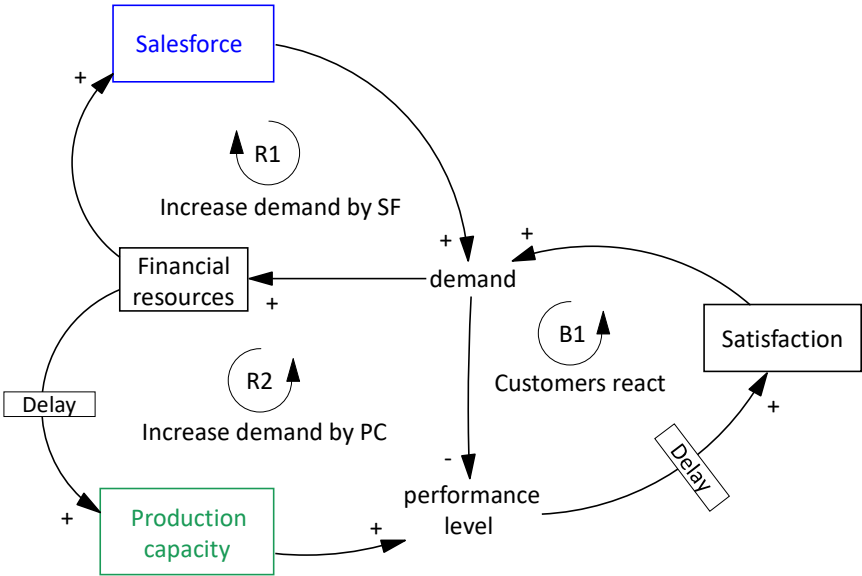 Salesforce
+
R1
Increase demand by SF
+
+
Financial
resources
demand
+
B1
Satisfaction
R2
Customers react
Delay
+
Increase demand by PC
-
Delay
performance
level
+
Production
capacity
+